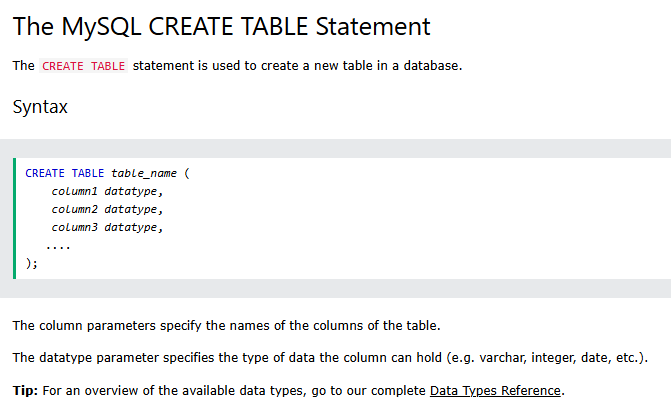 The MySQL CREATE TABLE Statement
The CREATE TABLE statement is used to create a new table in a database.
Syntax
CREATE TABLE table_name (
    column1 datatype,
    column2 datatype,
    column3 datatype,
   ....
);
The column parameters specify the names of the columns of the table.
The datatype parameter specifies the type of data the column can hold (e.g. varchar, integer, date, etc.).
Tip: For an overview of the available data types, go to our complete Data Types Reference.